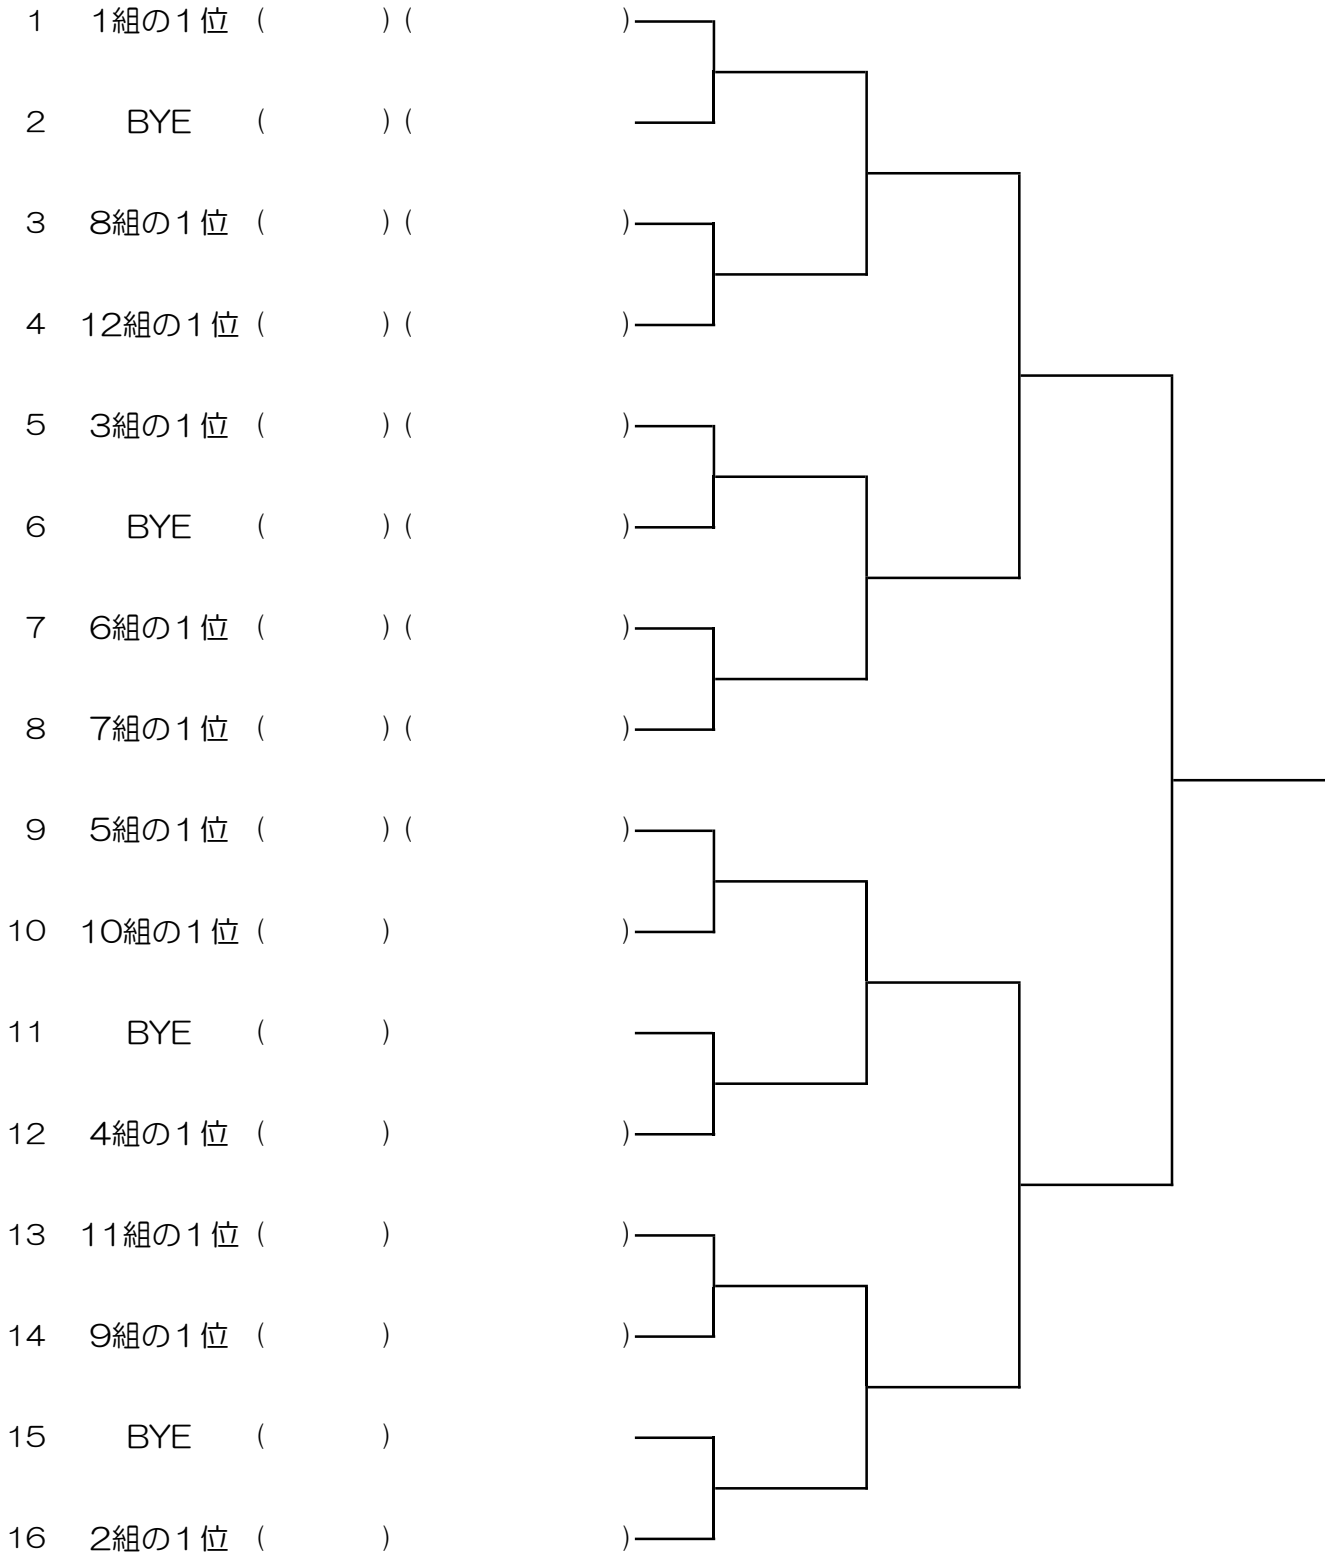 1 1組の１位 ( ) ( )
2 BYE ( ) (
3 8組の１位 ( ) ( )
4 12組の１位 ( ) ( )
5 3組の１位 ( ) ( )
6 BYE ( ) ( )
7 6組の１位 ( ) ( )
8 7組の１位 ( ) ( )
9 5組の１位 ( ) ( )
10 10組の１位 ( ) )
11 BYE ( )
12 4組の１位 ( ) )
13 11組の１位 ( ) )
14 9組の１位 ( ) )
15 BYE ( )
16 2組の１位 ( ) )